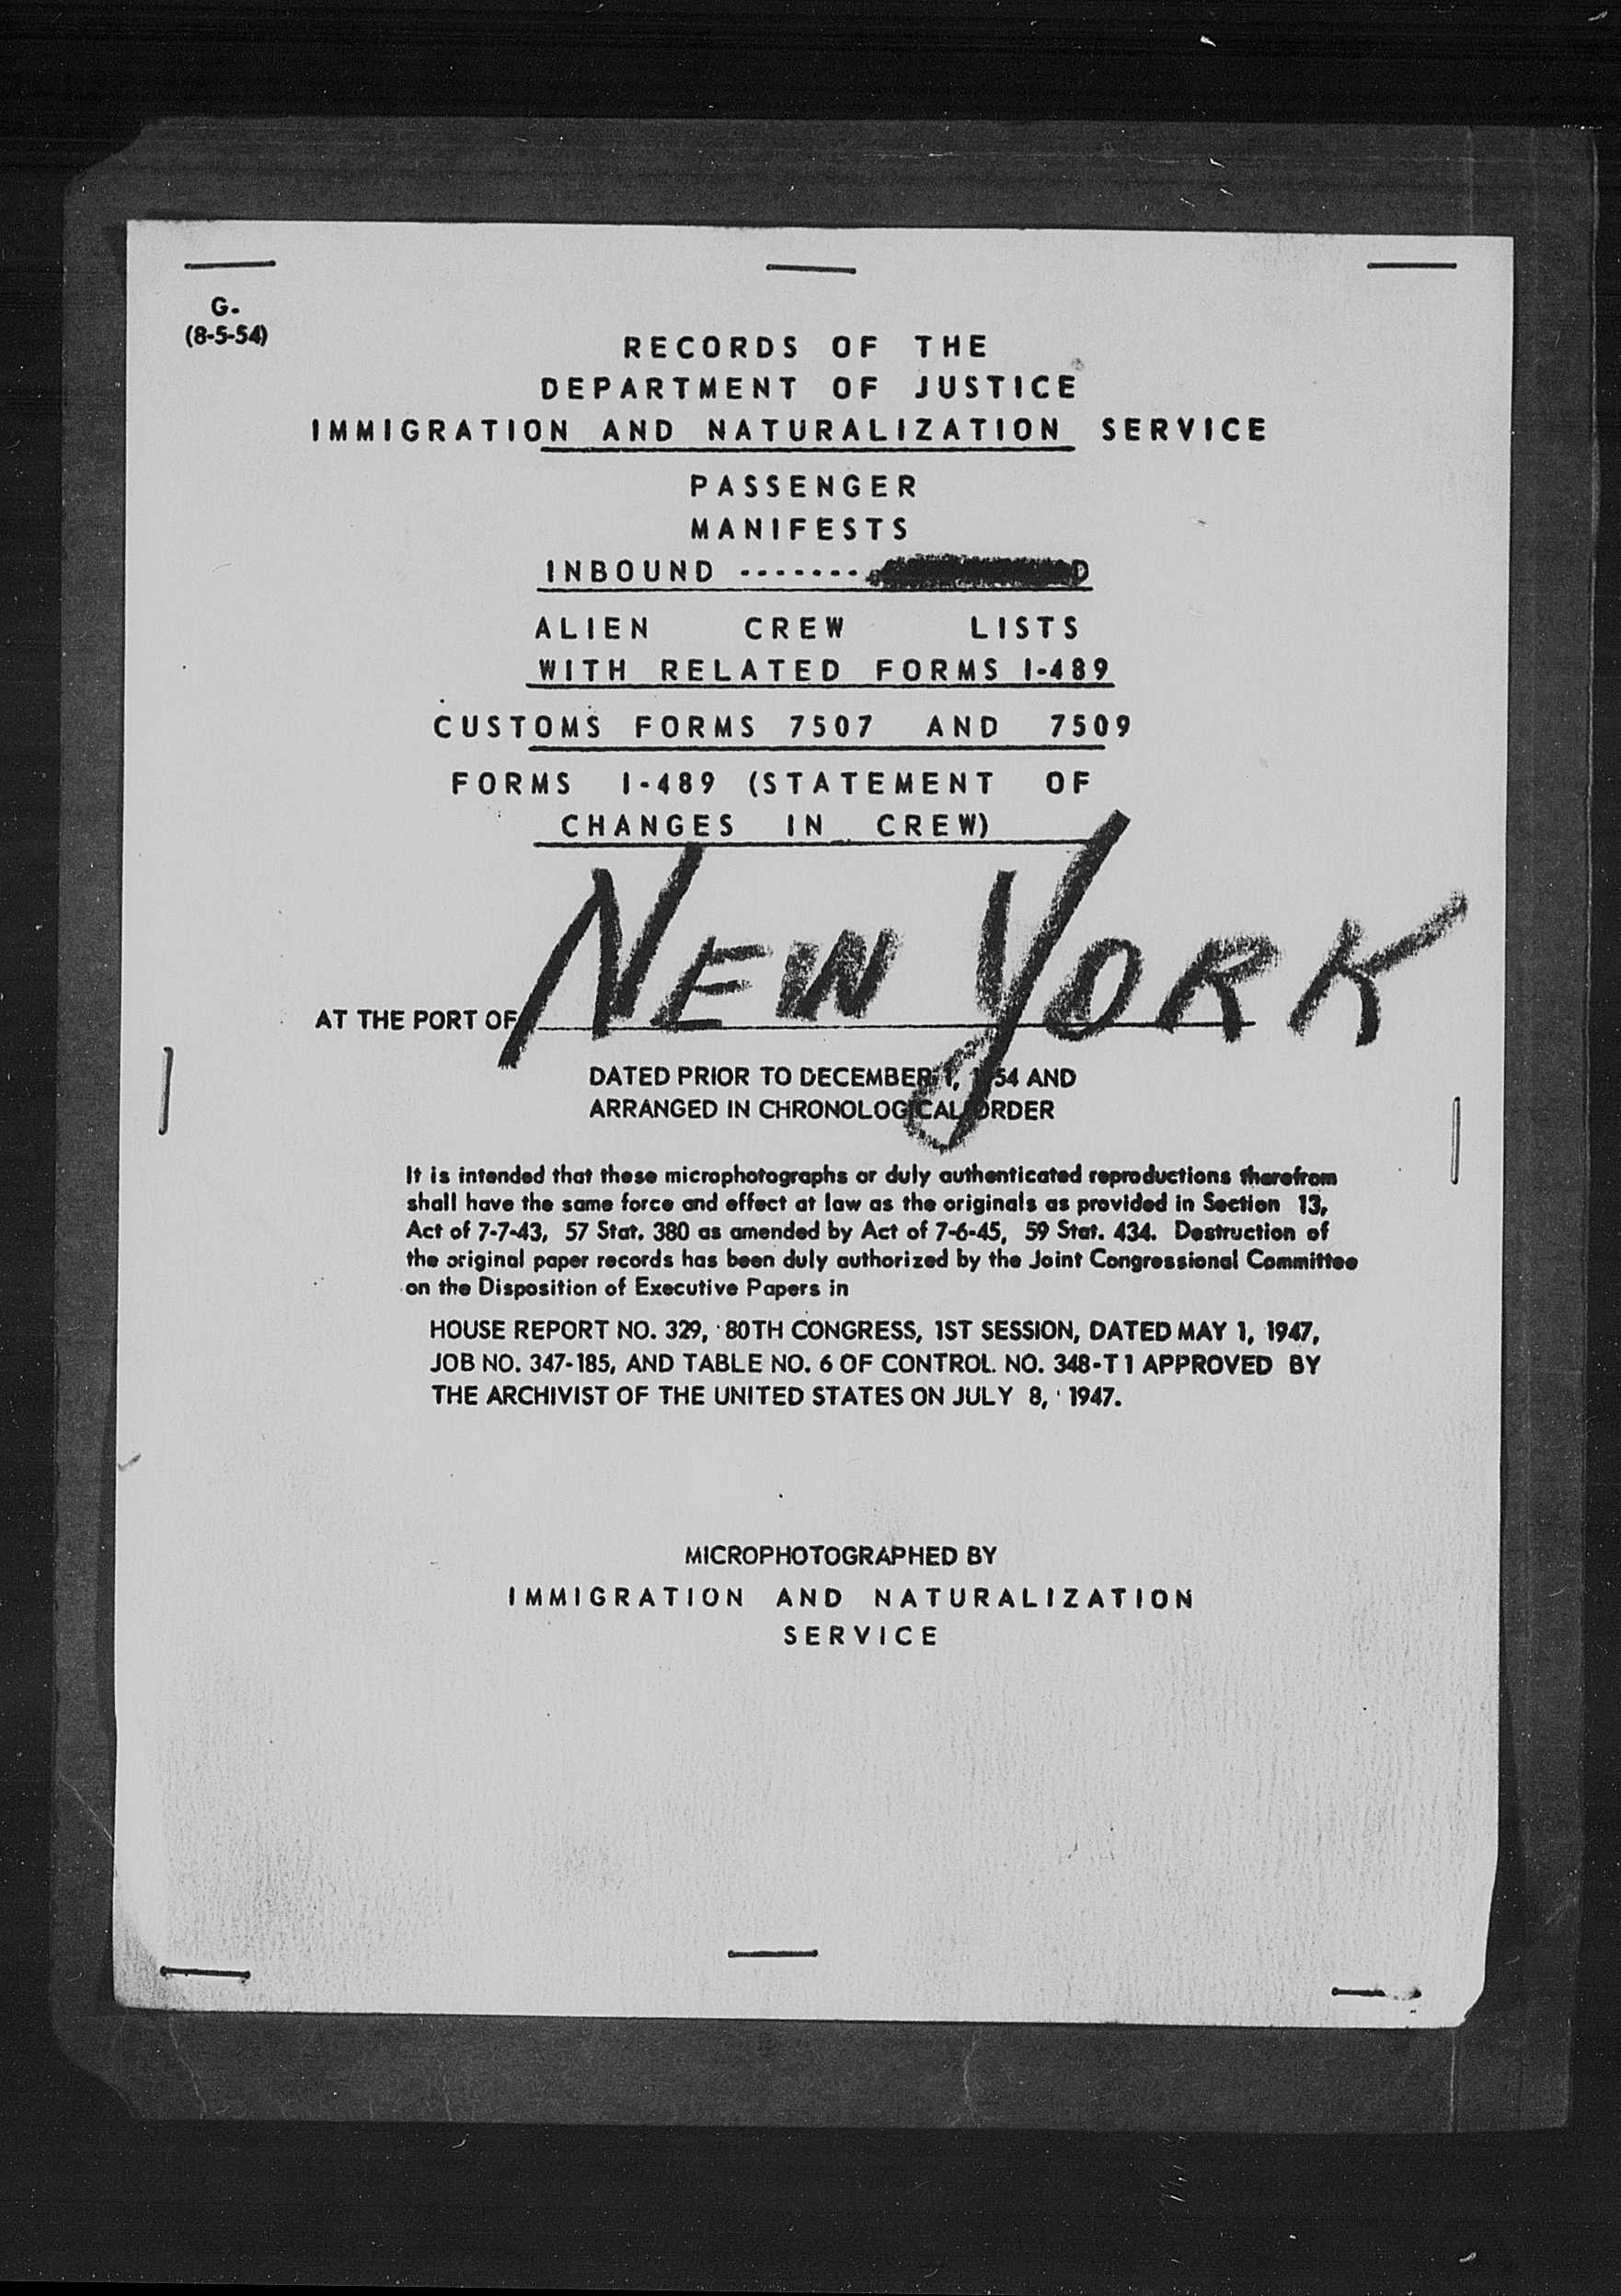 G-
(8-5-54)
RECORDS OF THE
DEPARTMENT OF JUSTICE
IMMIGRATION AND NATURALIZATION SERVICE
PASSENGER
MANIFESTS
INBOUND -------
ALIEN CREW LISTS
WITH RELATED FORMS I-489
CUSTOMS FORMS 7507 AND 7509
FORMS I-489 (STATEMENT OF
CHANGES IN CREW)
AT THE PORT OF NEW YORK
DATED PRIOR TO DECEMBER 1, 1954 AND
ARRANGED IN CHRONOLOGICAL ORDER
It is intended that these microphotographs or duly authenticated reproductions therefrom
shall have the same force and effect at law as the originals as provided in Section 13,
Act of 7-7-43, 57 Stat. 380 as amended by Act of 7-6-45, 59 Stat. 434. Destruction of
the original paper records has been duly authorized by the Joint Congressional Committee
on the Disposition of Executive Papers in
HOUSE REPORT NO. 329, 80TH CONGRESS, 1ST SESSION, DATED MAY 1, 1947,
JOB NO. 347-185, AND TABLE NO. 6 OF CONTROL NO. 348-T1 APPROVED BY
THE ARCHIVIST OF THE UNITED STATES ON JULY 8, 1947.
MICROPHOTOGRAPHED BY
IMMIGRATION AND NATURALIZATION
SERVICE